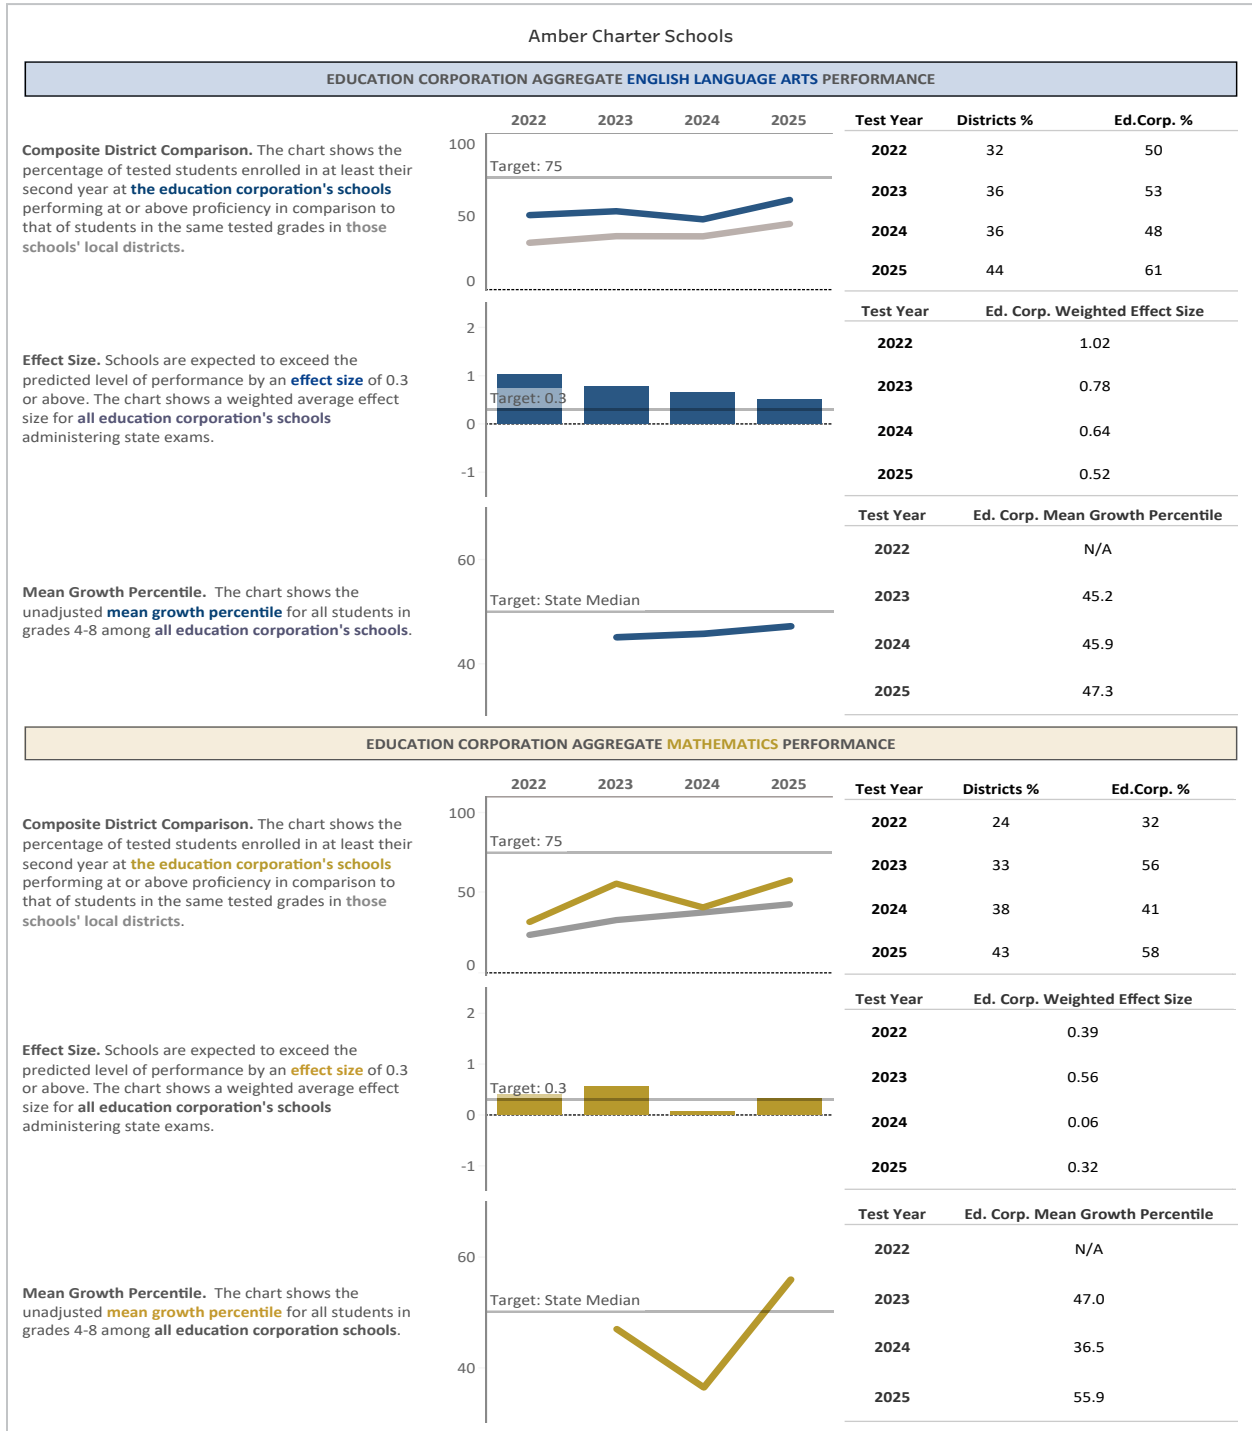 Amber Charter Schools
EDUCATION CORPORATION AGGREGATE ENGLISH LANGUAGE ARTS PERFORMANCE
Composite District Comparison. The chart shows the
percentage of tested students enrolled in at least their
second year at the education corporation's schools
performing at or above proficiency in comparison to
that of students in the same tested grades in those
schools' local districts.
2022 2023 2024 2025
100
Target: 75
50
0
Test Year Districts % Ed.Corp. %
2022 32 50
2023 36 53
2024 36 48
2025 44 61
Effect Size. Schools are expected to exceed the
predicted level of performance by an effect size of 0.3
or above. The chart shows a weighted average effect
size for all education corporation's schools
administering state exams.
2
1
Target: 0.3
0
-1
Test Year Ed. Corp. Weighted Effect Size
2022 1.02
2023 0.78
2024 0.64
2025 0.52
Mean Growth Percentile. The chart shows the
unadjusted mean growth percentile for all students in
grades 4-8 among all education corporation's schools.
60
Target: State Median
40
Test Year Ed. Corp. Mean Growth Percentile
2022 N/A
2023 45.2
2024 45.9
2025 47.3
EDUCATION CORPORATION AGGREGATE MATHEMATICS PERFORMANCE
Composite District Comparison. The chart shows the
percentage of tested students enrolled in at least their
second year at the education corporation's schools
performing at or above proficiency in comparison to
that of students in the same tested grades in those
schools' local districts.
2022 2023 2024 2025
100
Target: 75
50
0
Test Year Districts % Ed.Corp. %
2022 24 32
2023 33 56
2024 38 41
2025 43 58
Effect Size. Schools are expected to exceed the
predicted level of performance by an effect size of 0.3
or above. The chart shows a weighted average effect
size for all education corporation's schools
administering state exams.
2
1
Target: 0.3
0
-1
Test Year Ed. Corp. Weighted Effect Size
2022 0.39
2023 0.56
2024 0.06
2025 0.32
Mean Growth Percentile. The chart shows the
unadjusted mean growth percentile for all students in
grades 4-8 among all education corporation schools.
60
Target: State Median
40
Test Year Ed. Corp. Mean Growth Percentile
2022 N/A
2023 47.0
2024 36.5
2025 55.9